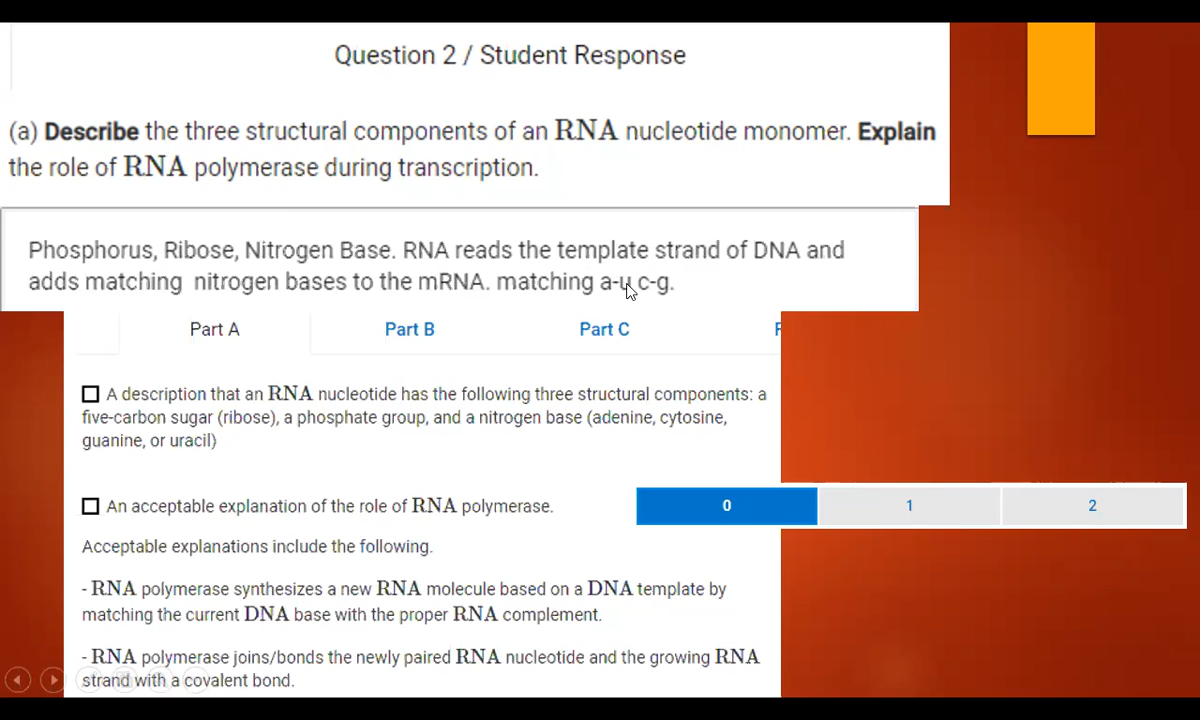 Question 2 / Student Response
(a) Describe the three structural components of an RNA nucleotide monomer. Explain
the role of RNA polymerase during transcription.
Phosphorus, Ribose, Nitrogen Base. RNA reads the template strand of DNA and
adds matching nitrogen bases to the mRNA. matching a-u c-g.
Part A Part B Part C
A description that an RNA nucleotide has the following three structural components: a
five-carbon sugar (ribose), a phosphate group, and a nitrogen base (adenine, cytosine,
guanine, or uracil)
An acceptable explanation of the role of RNA polymerase.
0 1 2
Acceptable explanations include the following.
- RNA polymerase synthesizes a new RNA molecule based on a DNA template by
matching the current DNA base with the proper RNA complement.
- RNA polymerase joins/bonds the newly paired RNA nucleotide and the growing RNA
strand with a covalent bond.